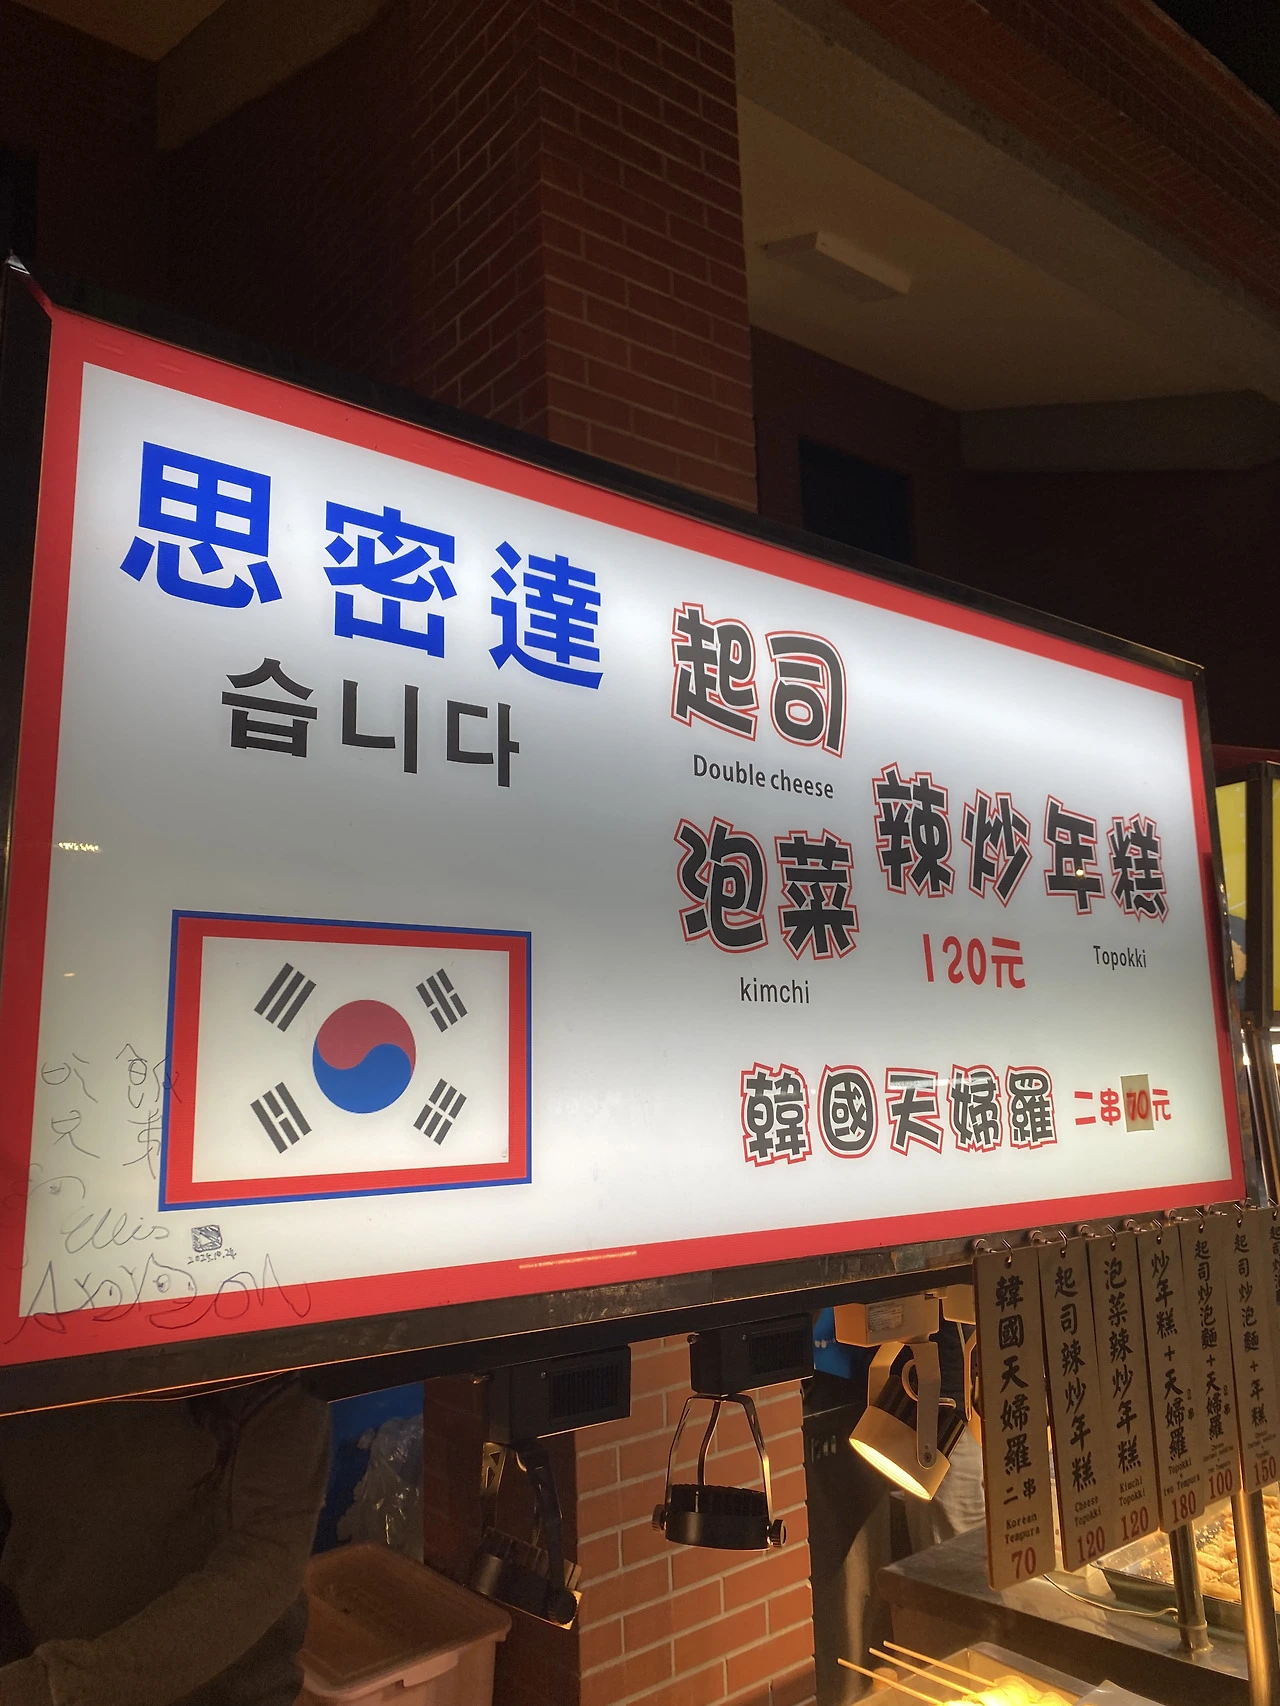 思密達
습니다
起司
Double cheese
泡菜
kimchi
辣炒年糕
120元
Topokki
韓國天婦羅 二串70元
Ellis
韓國天婦羅 二串
Korean
Tempura
70
起司辣炒年糕
Cheese
Topokki
120
泡菜辣炒年糕
Kimchi
Topokki
120
炒年糕+天婦羅
Topokki
+
two Tempura
180
起司炒泡麵+天婦羅
100
起司炒泡麵+年糕
150